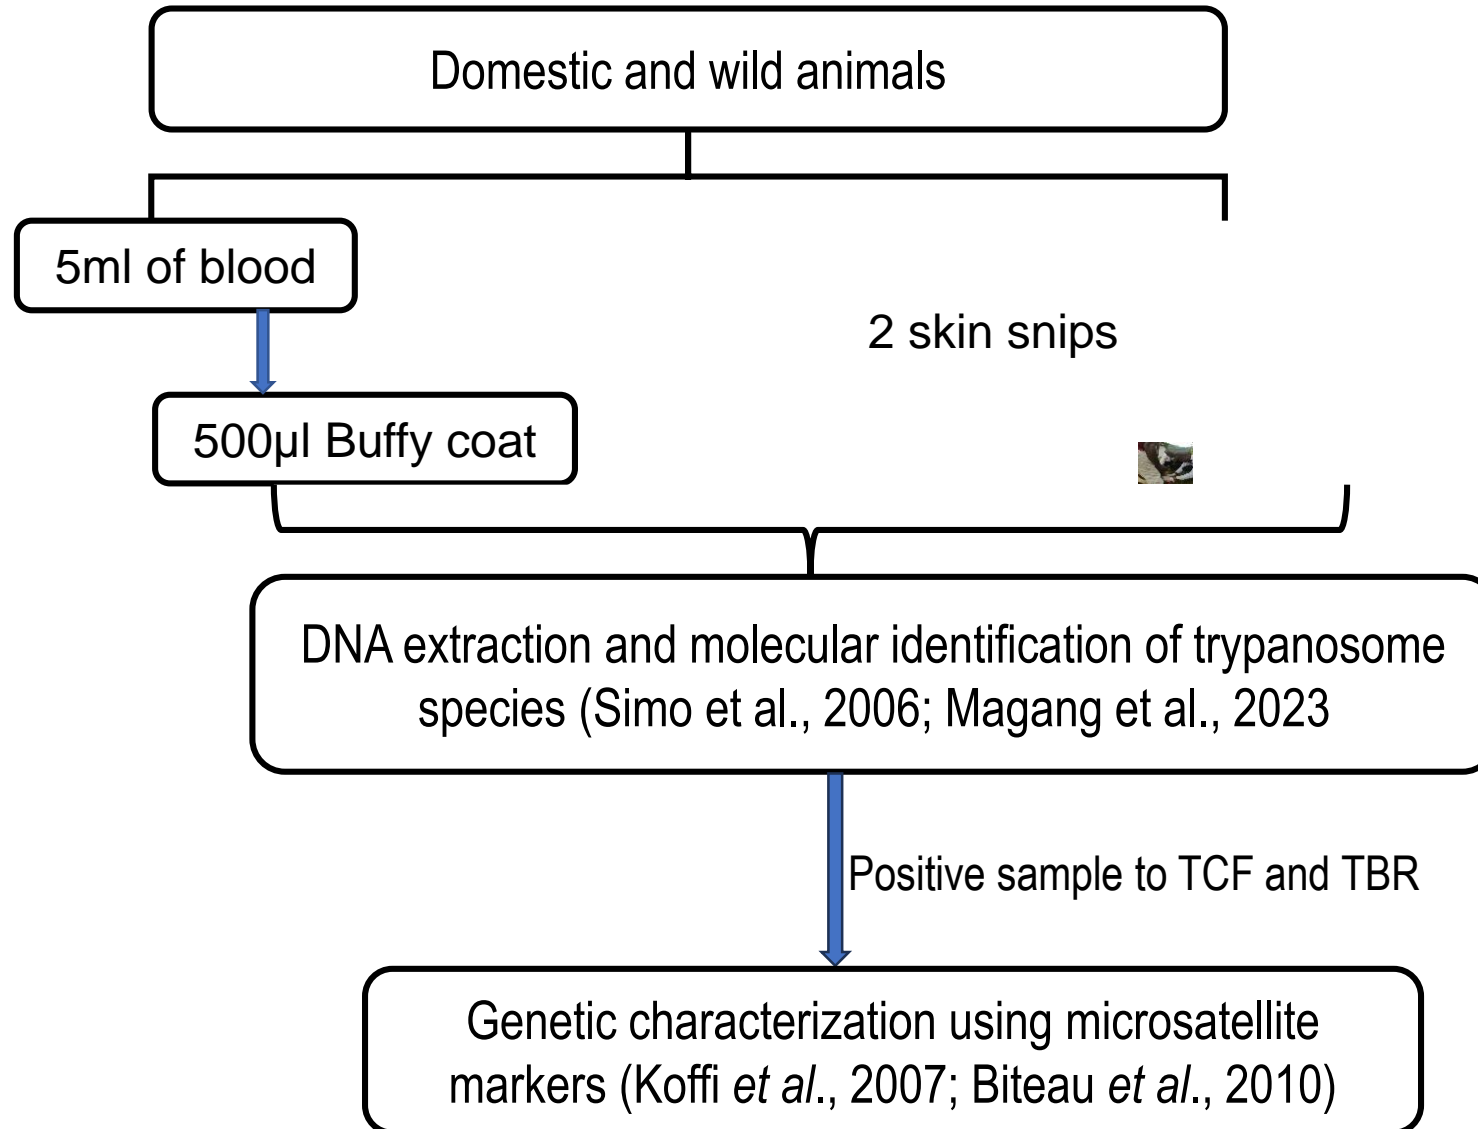 Domestic and wild animals
5ml of blood
2 skin snips
500µl Buffy coat
DNA extraction and molecular identification of trypanosome
species (Simo et al., 2006; Magang et al., 2023
Positive sample to TCF and TBR
Genetic characterization using microsatellite
markers (Koffi et al., 2007; Biteau et al., 2010)